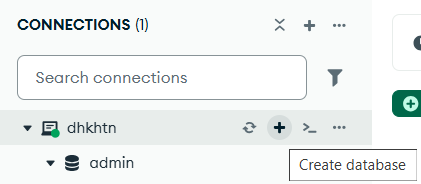 CONNECTIONS (1)
Search connections
dhkhtn
admin
Create database